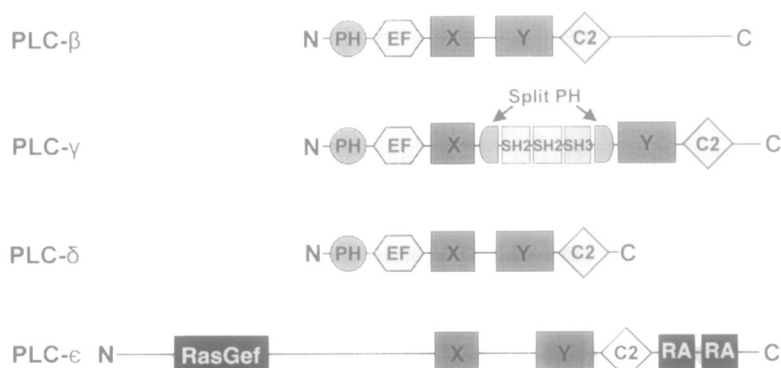 PLC-β N PH EF X Y C2 C
Split PH
PLC-γ N PH EF X SH2 SH2 SH3 Y C2 C
PLC-δ N PH EF X Y C2 C
PLC-ϵ N RasGef X Y C2 RA RA C